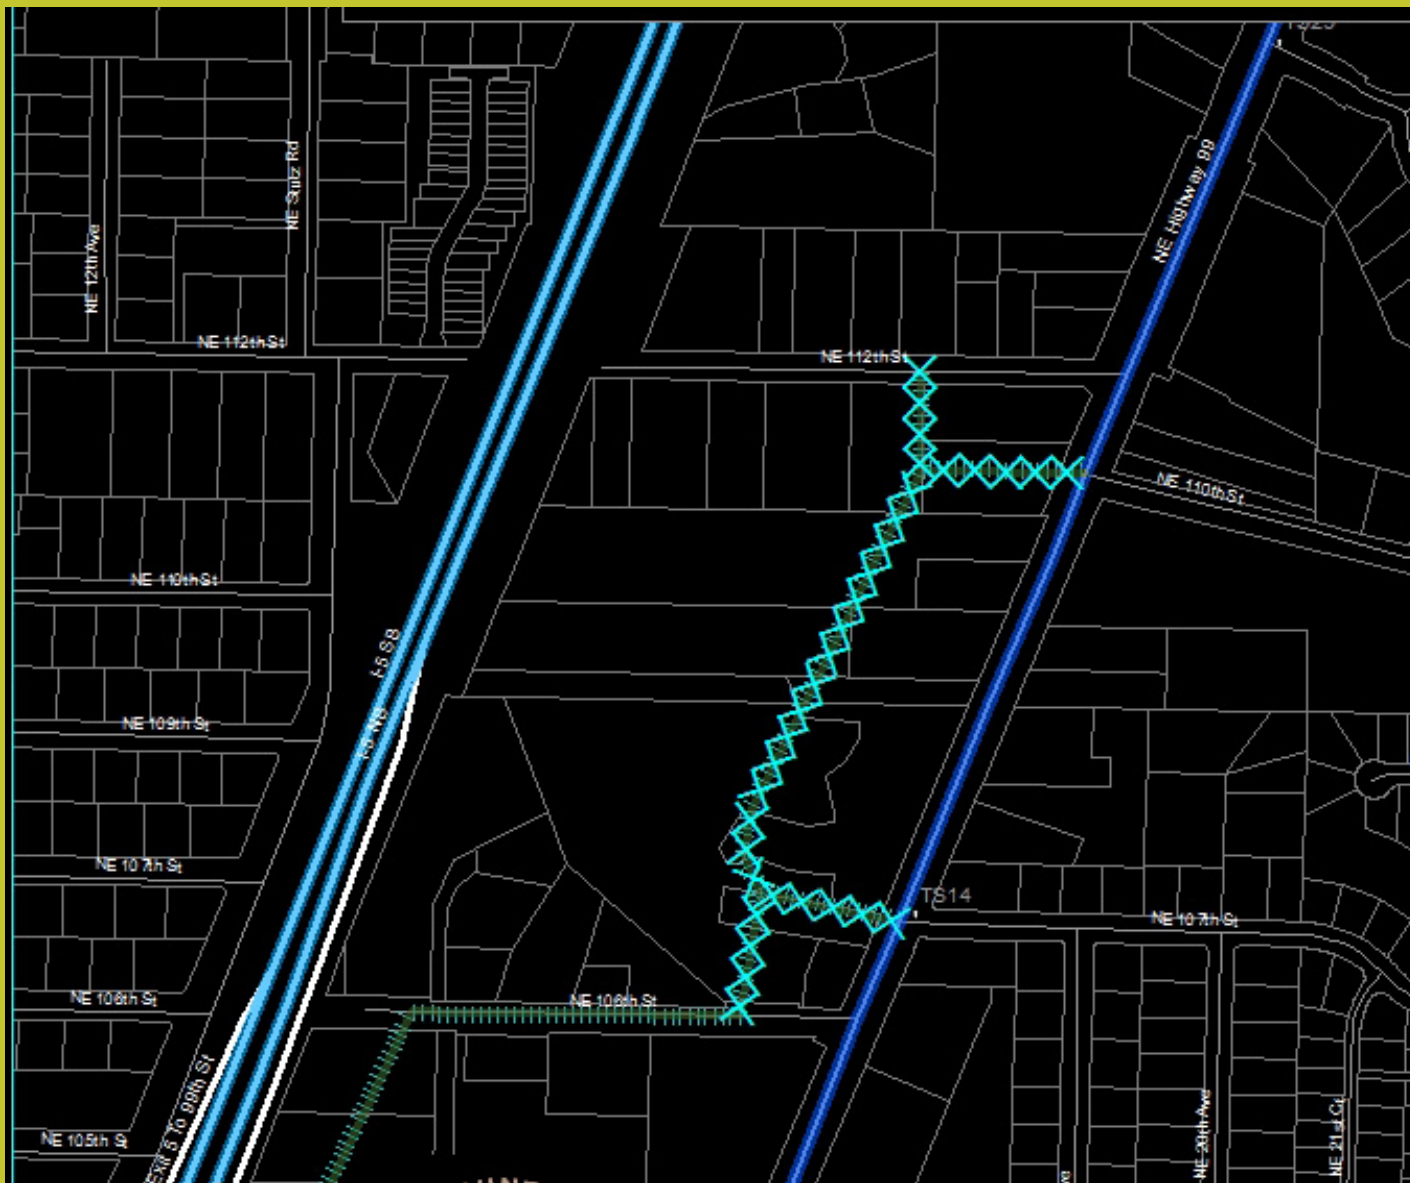 TS25
NE Highway 99
NE Stutz Rd
NE 12th Ave
NE 112th St
NE 112th St
NE 110th St
NE 110th St
I-5 SB
I-5 NB
NE 109th St
NE 107th St
TS14
NE 107th St
NE 106th St
NE 106th St
Exit 5 To 99th St
NE 105th St
NE 20th Ave
NE 21st Ct